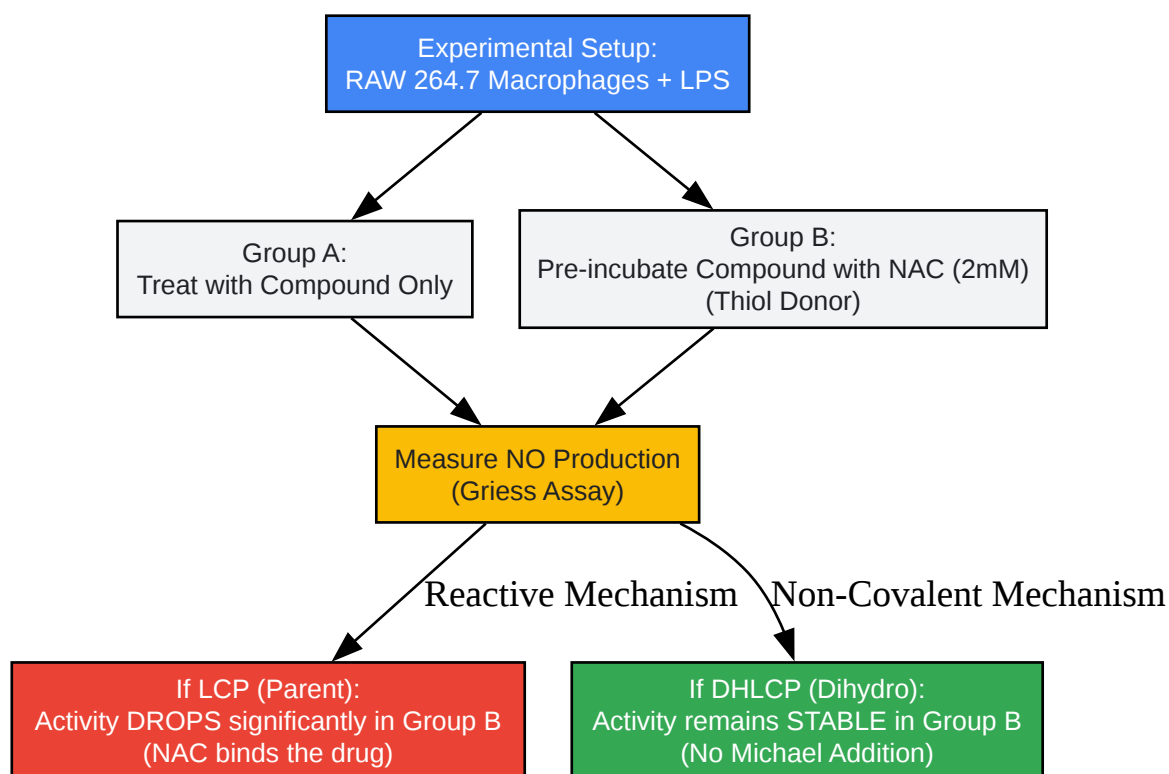 Experimental Setup:
RAW 264.7 Macrophages + LPS
Group A:
Treat with Compound Only
Group B:
Pre-incubate Compound with NAC (2mM)
(Thiol Donor)
Measure NO Production
(Griess Assay)
Reactive Mechanism
Non-Covalent Mechanism
If LCP (Parent):
Activity DROPS significantly in Group B
(NAC binds the drug)
If DHLCP (Dihydro):
Activity remains STABLE in Group B
(No Michael Addition)